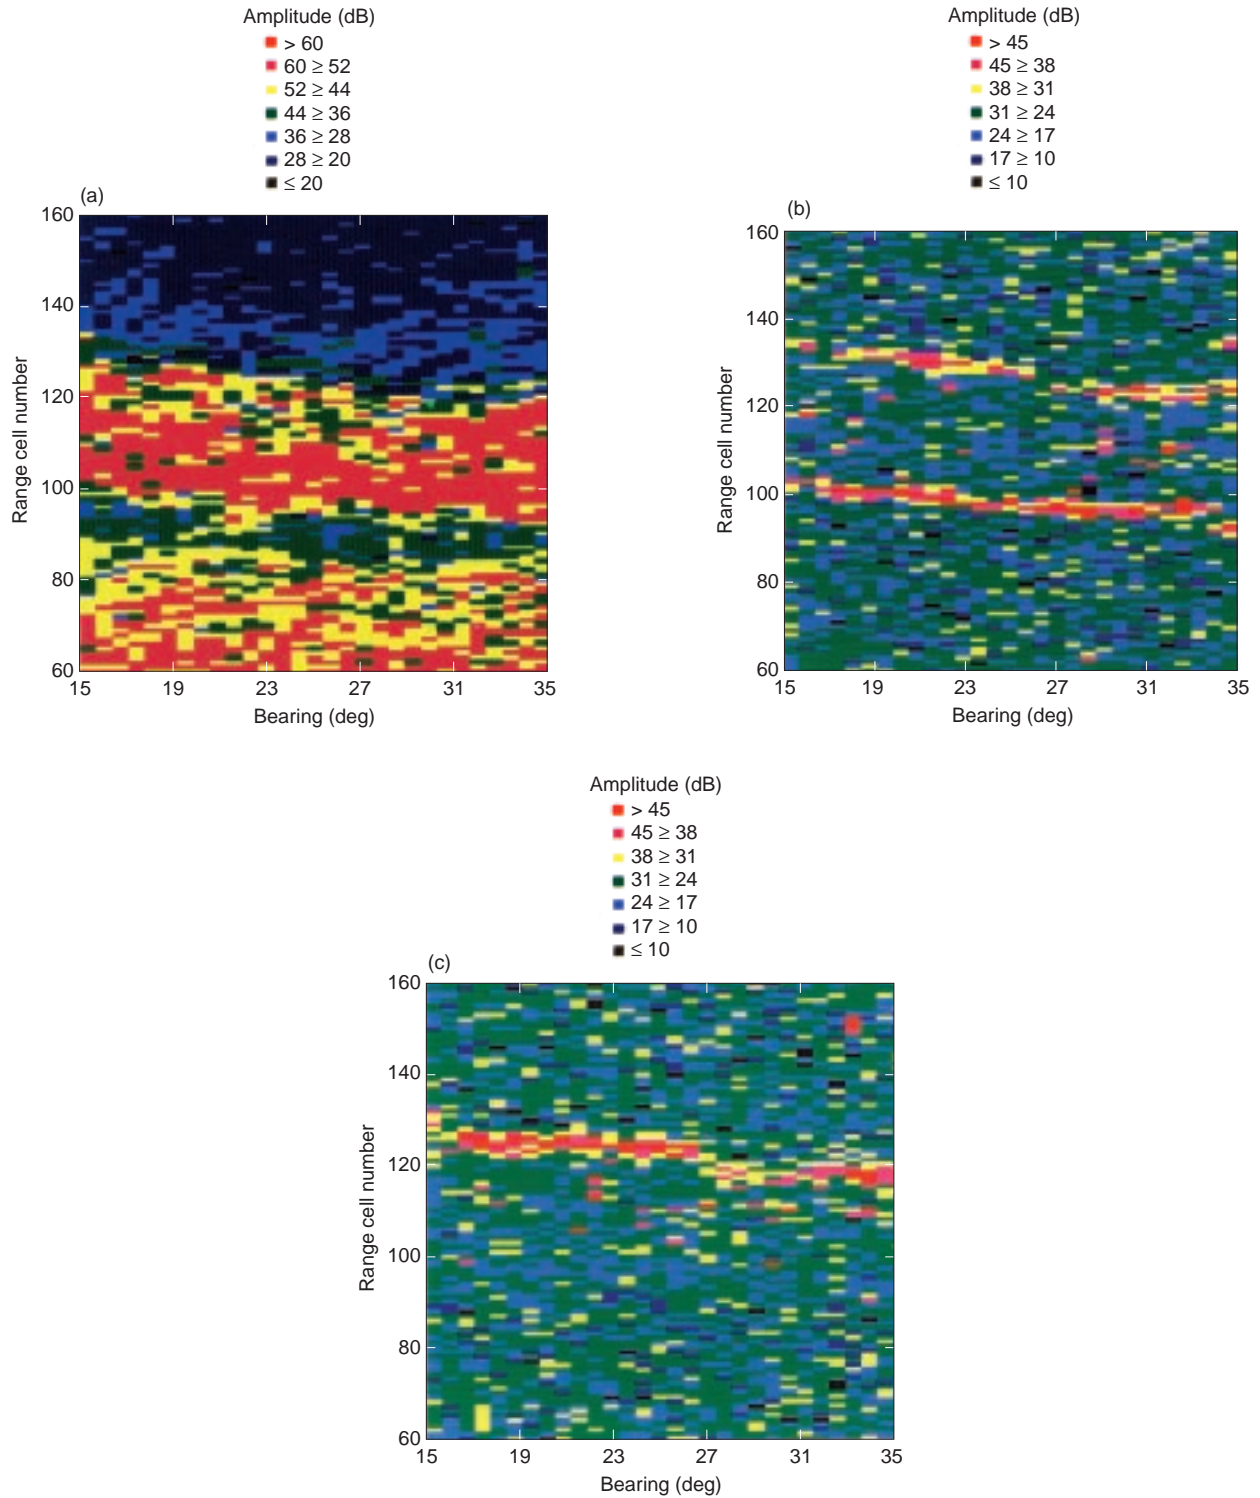 Amplitude (dB)
> 60
60 ≥ 52
52 ≥ 44
44 ≥ 36
36 ≥ 28
28 ≥ 20
≤ 20
(a)
160
140
120
100
80
60
Range cell number
15 19 23 27 31 35
Bearing (deg)
Amplitude (dB)
> 45
45 ≥ 38
38 ≥ 31
31 ≥ 24
24 ≥ 17
17 ≥ 10
≤ 10
(b)
160
140
120
100
80
60
Range cell number
15 19 23 27 31 35
Bearing (deg)
Amplitude (dB)
> 45
45 ≥ 38
38 ≥ 31
31 ≥ 24
24 ≥ 17
17 ≥ 10
≤ 10
(c)
160
140
120
100
80
60
Range cell number
15 19 23 27 31 35
Bearing (deg)